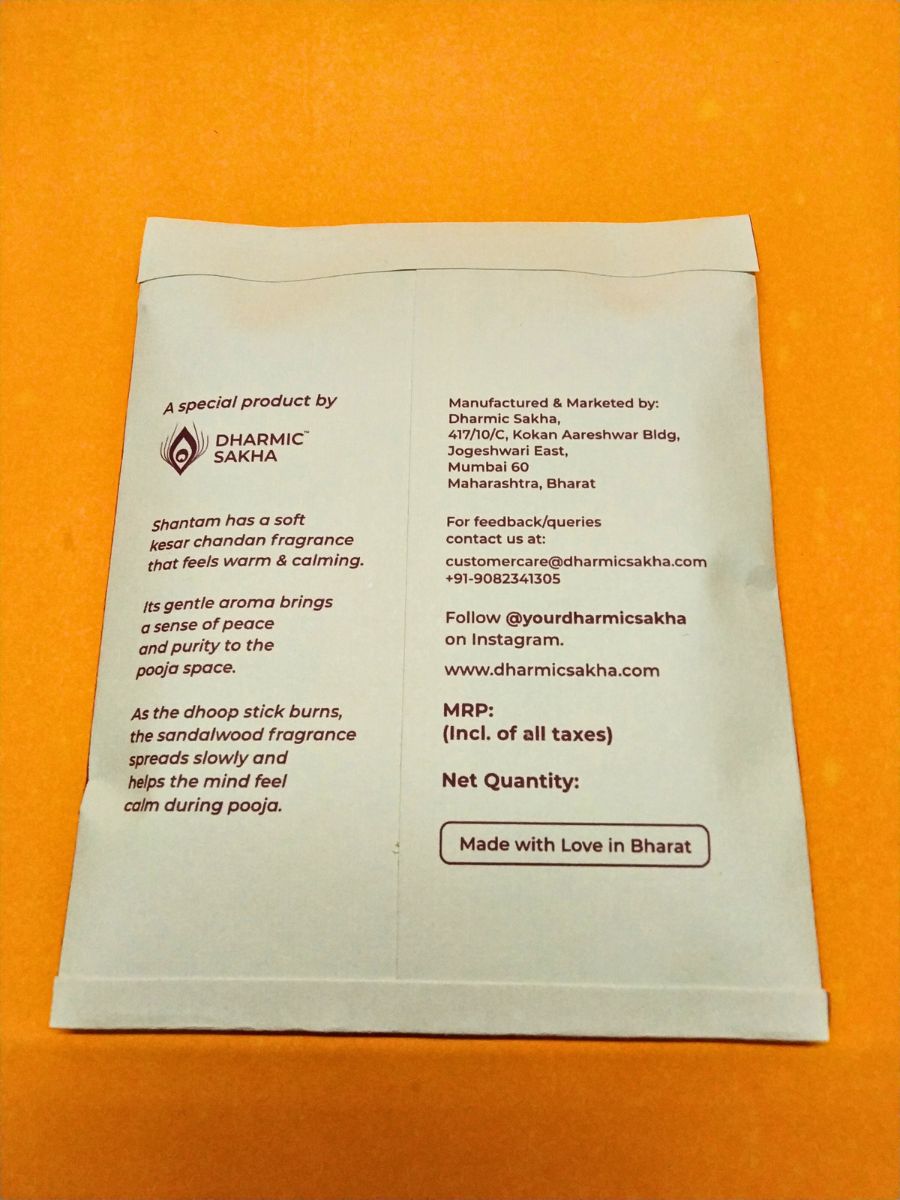 A special product by
DHARMIC™
SAKHA
Shantam has a soft
kesar chandan fragrance
that feels warm & calming.
Its gentle aroma brings
a sense of peace
and purity to the
pooja space.
As the dhoop stick burns,
the sandalwood fragrance
spreads slowly and
helps the mind feel
calm during pooja.
Manufactured & Marketed by:
Dharmic Sakha,
417/10/C, Kokan Aareshwar Bldg,
Jogeshwari East,
Mumbai 60
Maharashtra, Bharat
For feedback/queries
contact us at:
customercare@dharmicsakha.com
+91-9082341305
Follow @yourdharmicsakha
on Instagram.
www.dharmicsakha.com
MRP:
(Incl. of all taxes)
Net Quantity:
Made with Love in Bharat